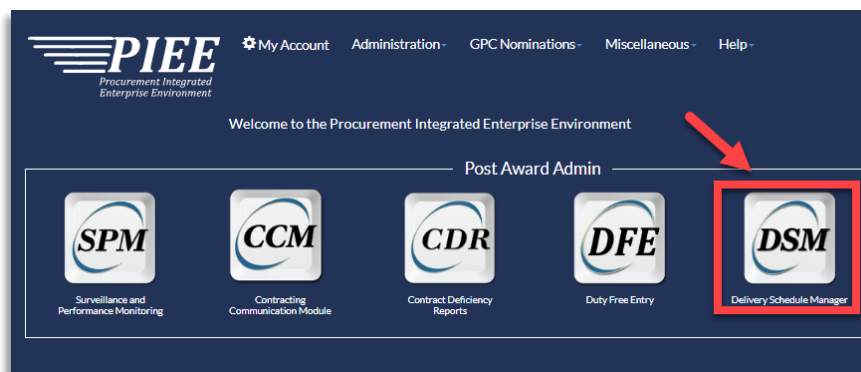 PIEE
Procurement Integrated
Enterprise Environment
My Account Administration GPC Nominations Miscellaneous Help
Welcome to the Procurement Integrated Enterprise Environment
Post Award Admin
SPM CCM CDR DFE DSM
Surveillance and
Performance Monitoring
Contracting
Communication Module
Contract Deficiency
Reports
Duty Free Entry
Delivery Schedule Manager